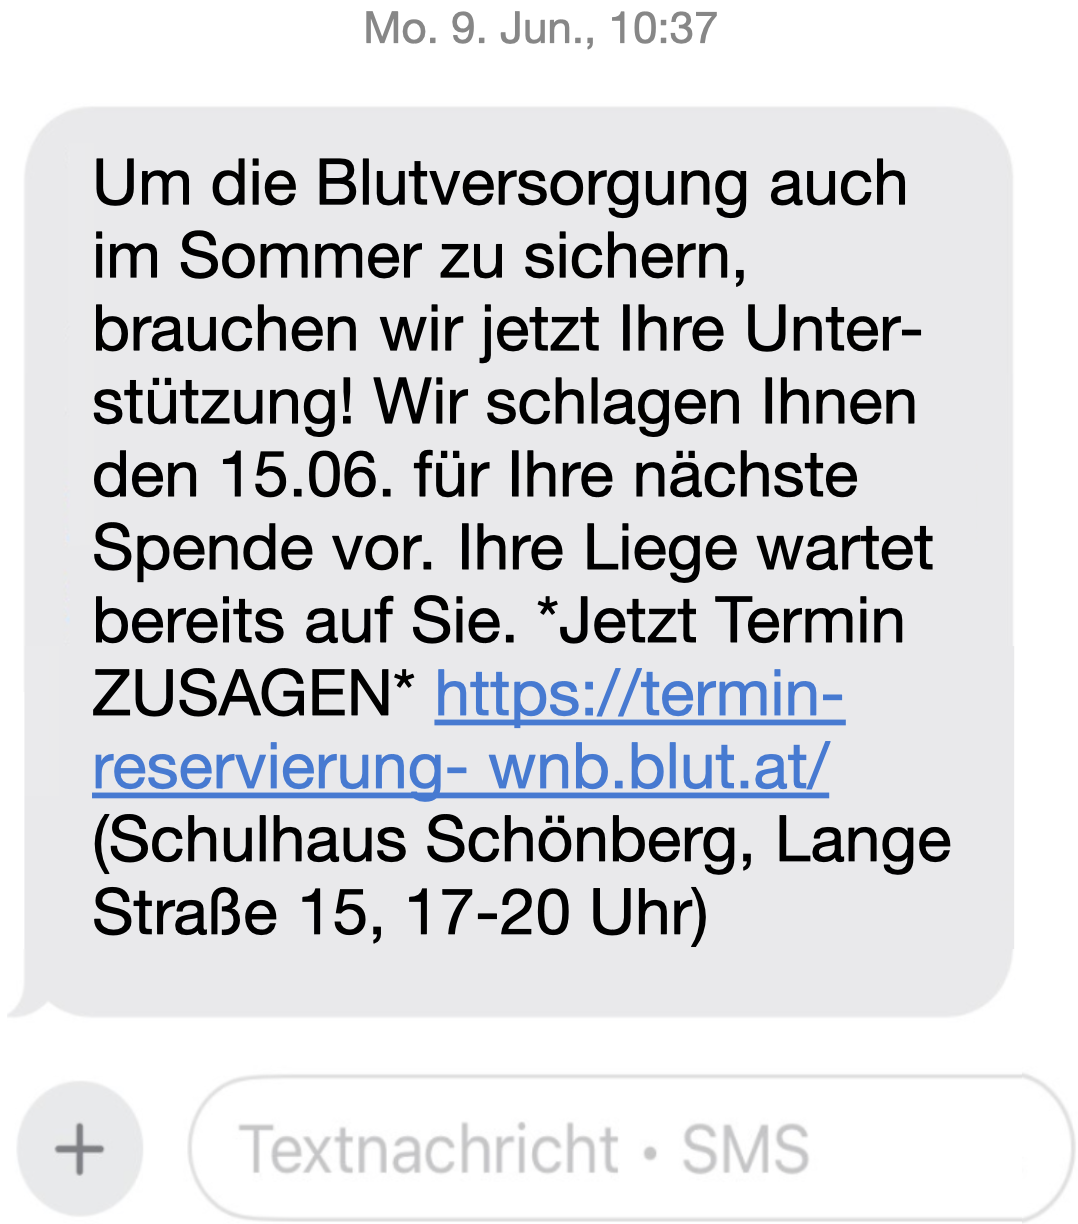 Mo. 9. Jun., 10:37
Um die Blutversorgung auch
im Sommer zu sichern,
brauchen wir jetzt Ihre Unter-
stützung! Wir schlagen Ihnen
den 15.06. für Ihre nächste
Spende vor. Ihre Liege wartet
bereits auf Sie. *Jetzt Termin
ZUSAGEN* https://termin-
reservierung- wnb.blut.at/
(Schulhaus Schönberg, Lange
Straße 15, 17-20 Uhr)
+ Textnachricht • SMS